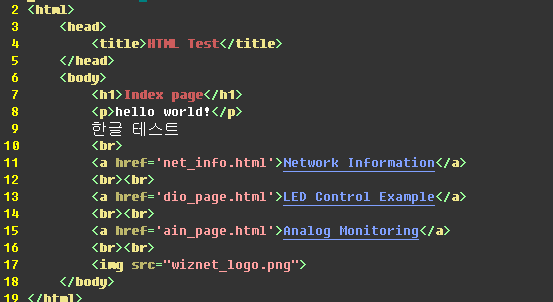 2 <html>
3     <head>
4         <title>HTML Test</title>
5     </head>
6     <body>
7         <h1>Index page</h1>
8         <p>hello world!</p>
9         한글 테스트
10         <br>
11         <a href='net_info.html'>Network Information</a>
12         <br><br>
13         <a href='dio_page.html'>LED Control Example</a>
14         <br><br>
15         <a href='ain_page.html'>Analog Monitoring</a>
16         <br><br>
17         <img src="wiznet_logo.png">
18     </body>
19 </html>